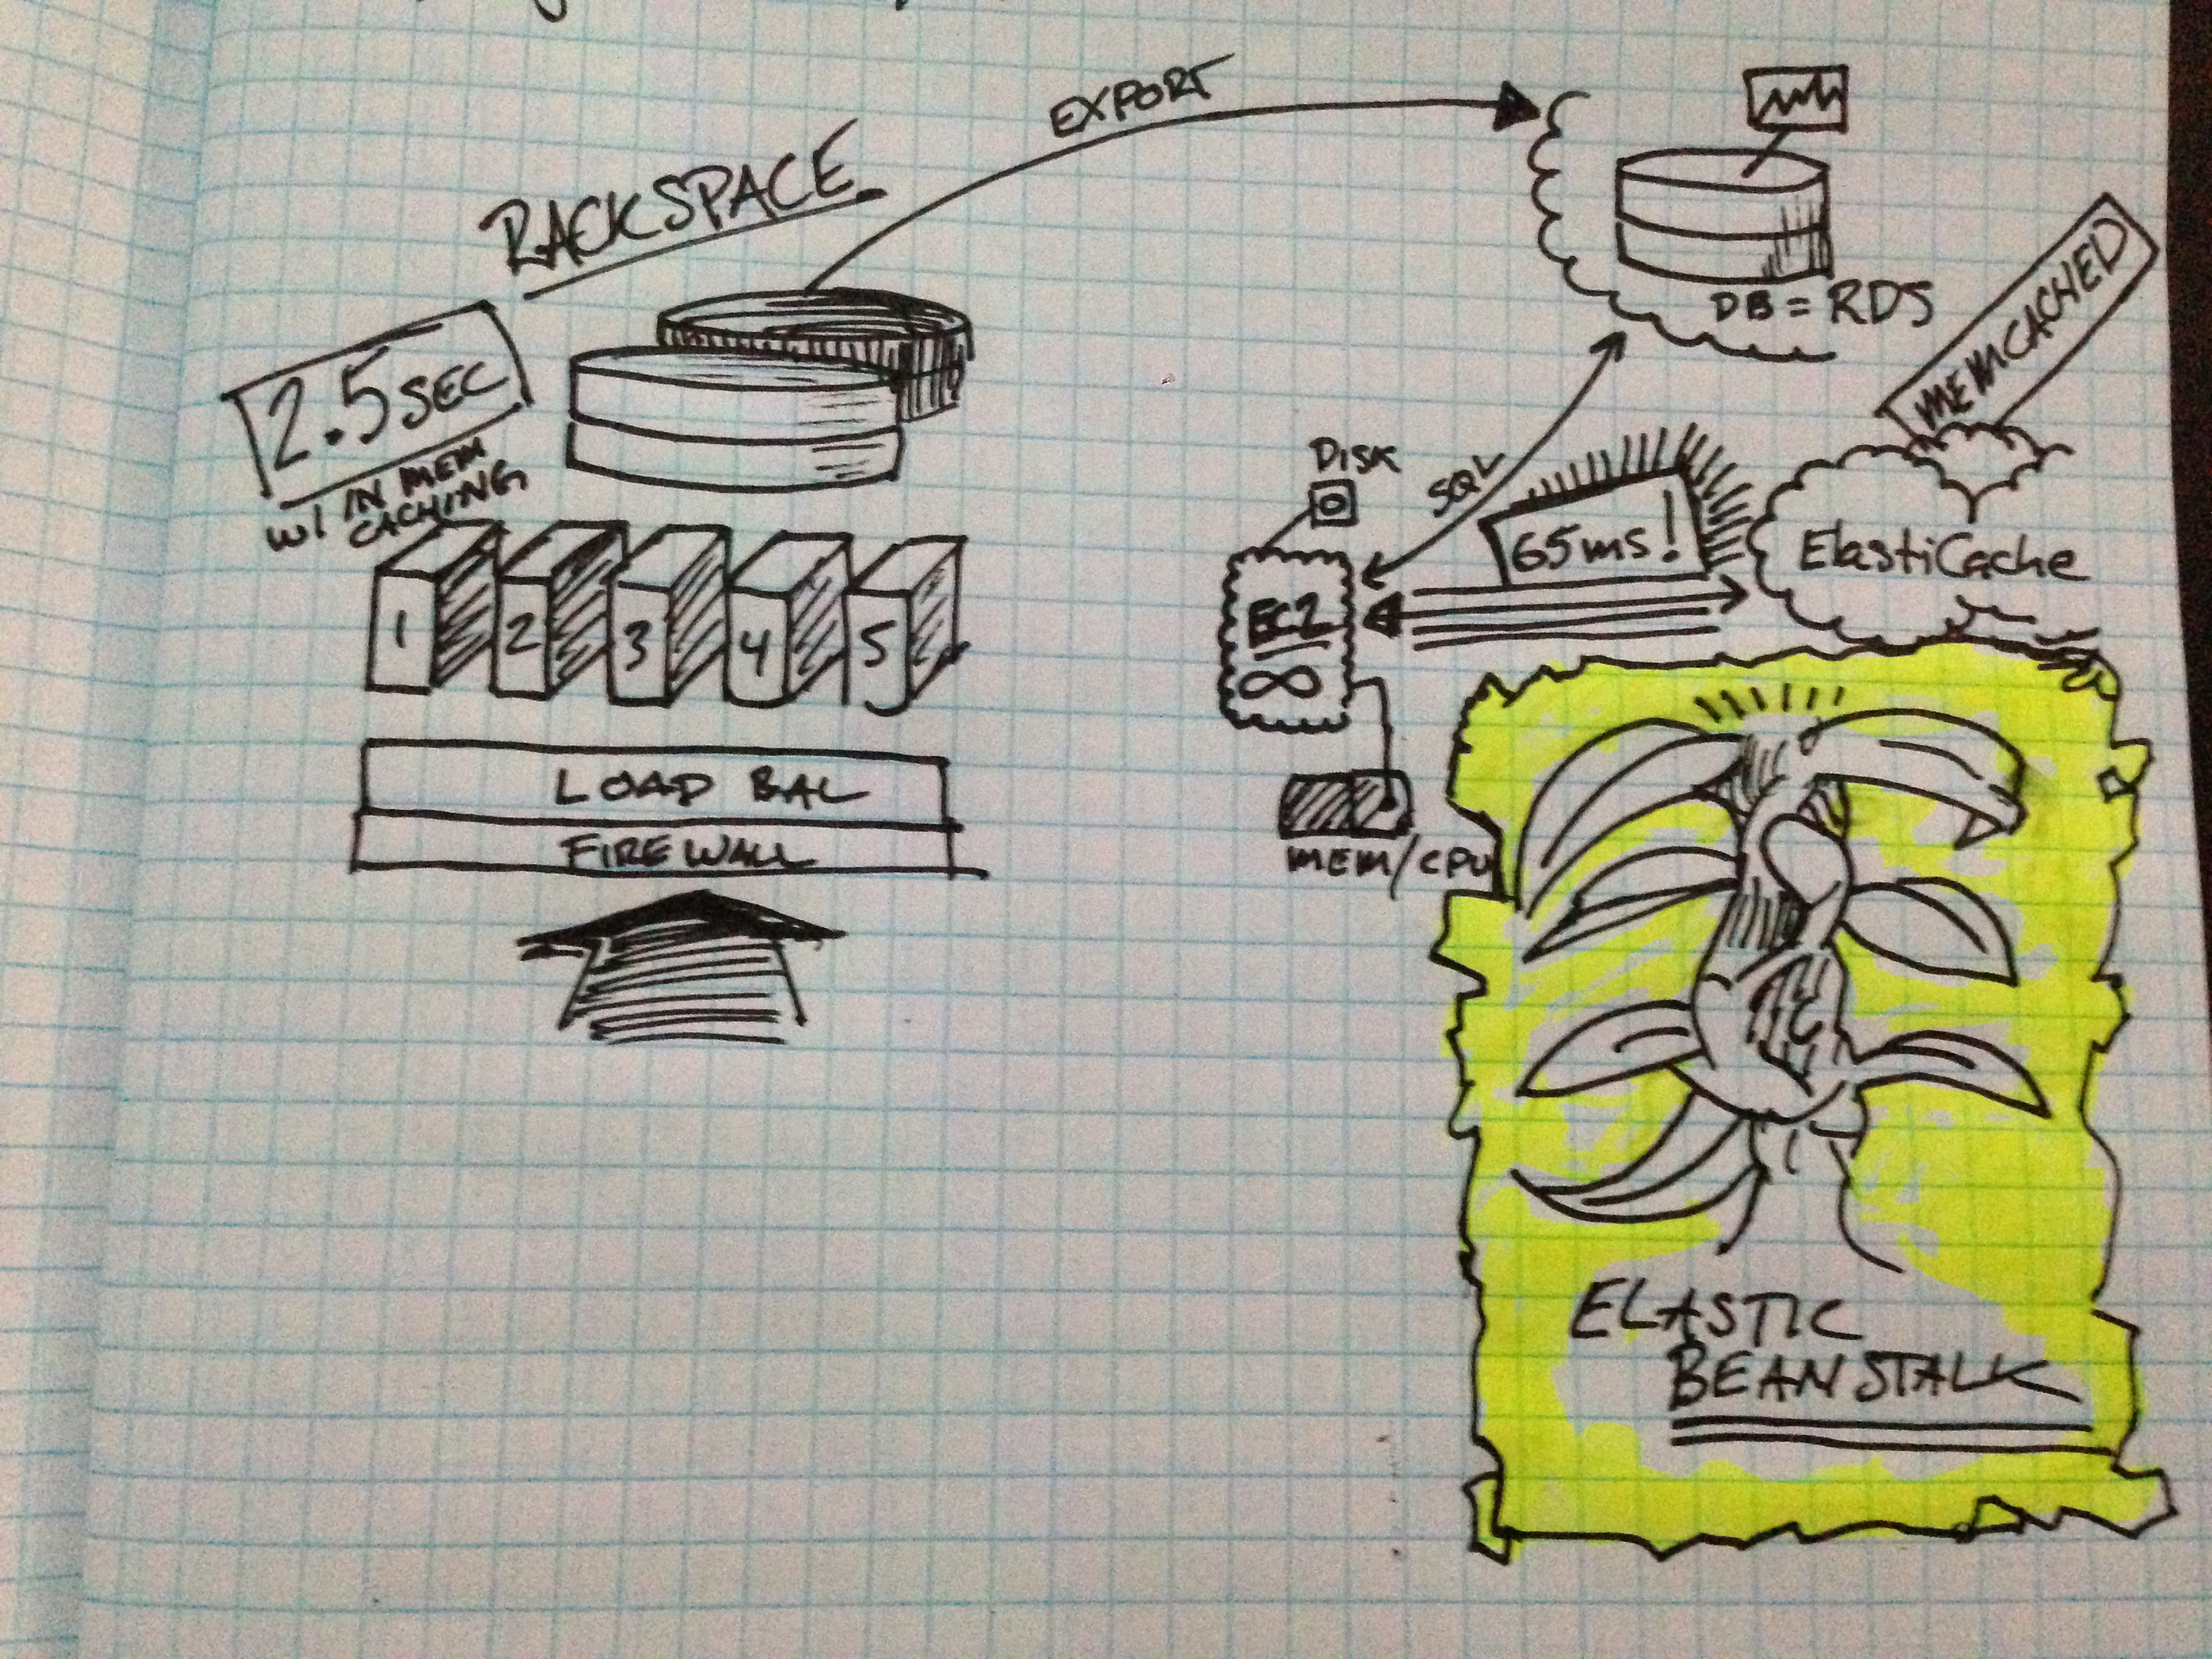 EXPORT
RACKSPACE
2.5 SEC
w/ IN MEM
CACHING
1 2 3 4 5
LOAD BAL
FIREWALL
DB = RDS
MEMCACHED
DISK
SQL
65ms!
ElastiCache
EC2
∞
MEM/CPU
ELASTIC
BEANSTALK